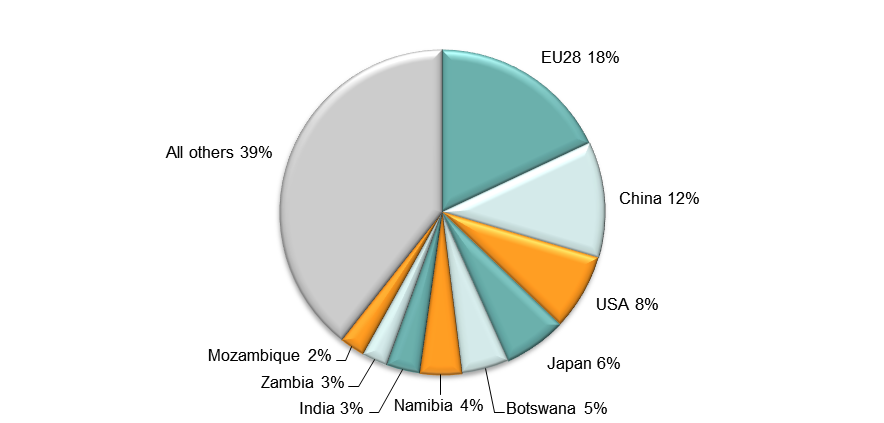 EU28 18%
China 12%
USA 8%
Japan 6%
Botswana 5%
Namibia 4%
India 3%
Zambia 3%
Mozambique 2%
All others 39%